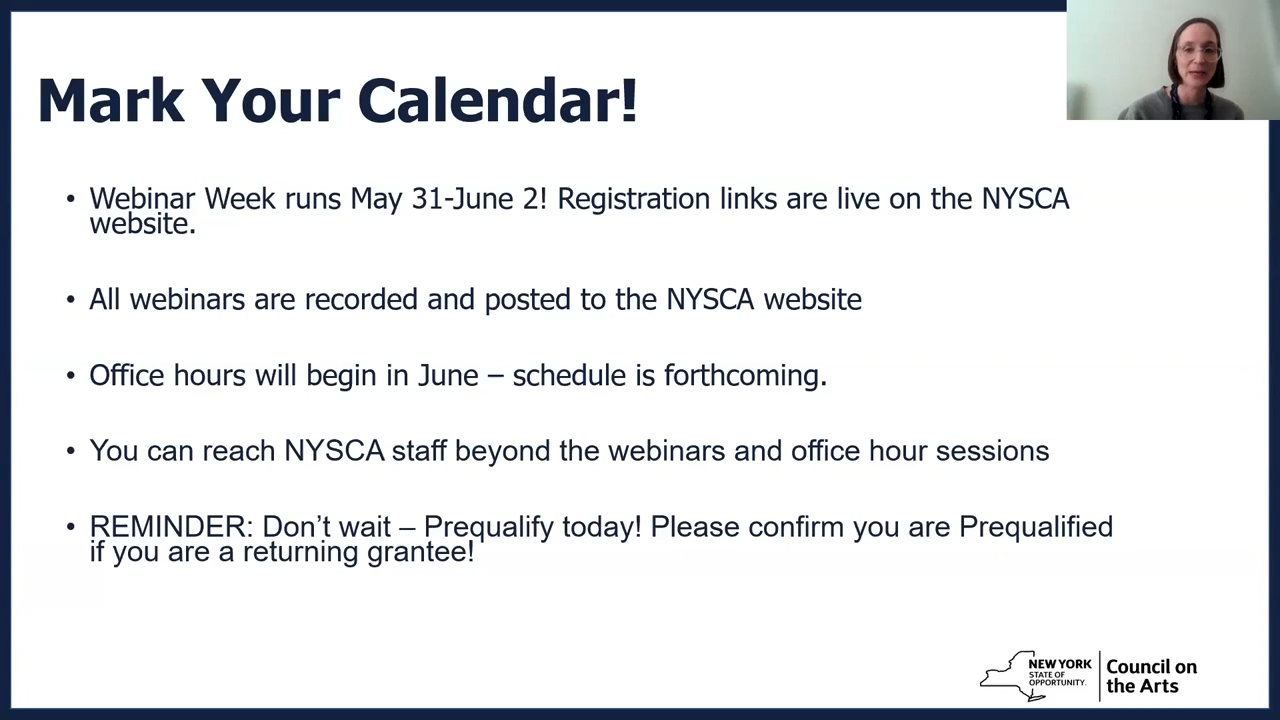 Mark Your Calendar!
• Webinar Week runs May 31-June 2! Registration links are live on the NYSCA
website.
• All webinars are recorded and posted to the NYSCA website
• Office hours will begin in June – schedule is forthcoming.
• You can reach NYSCA staff beyond the webinars and office hour sessions
• REMINDER: Don’t wait – Prequalify today! Please confirm you are Prequalified
if you are a returning grantee!
NEW YORK
STATE OF
OPPORTUNITY.
Council on
the Arts